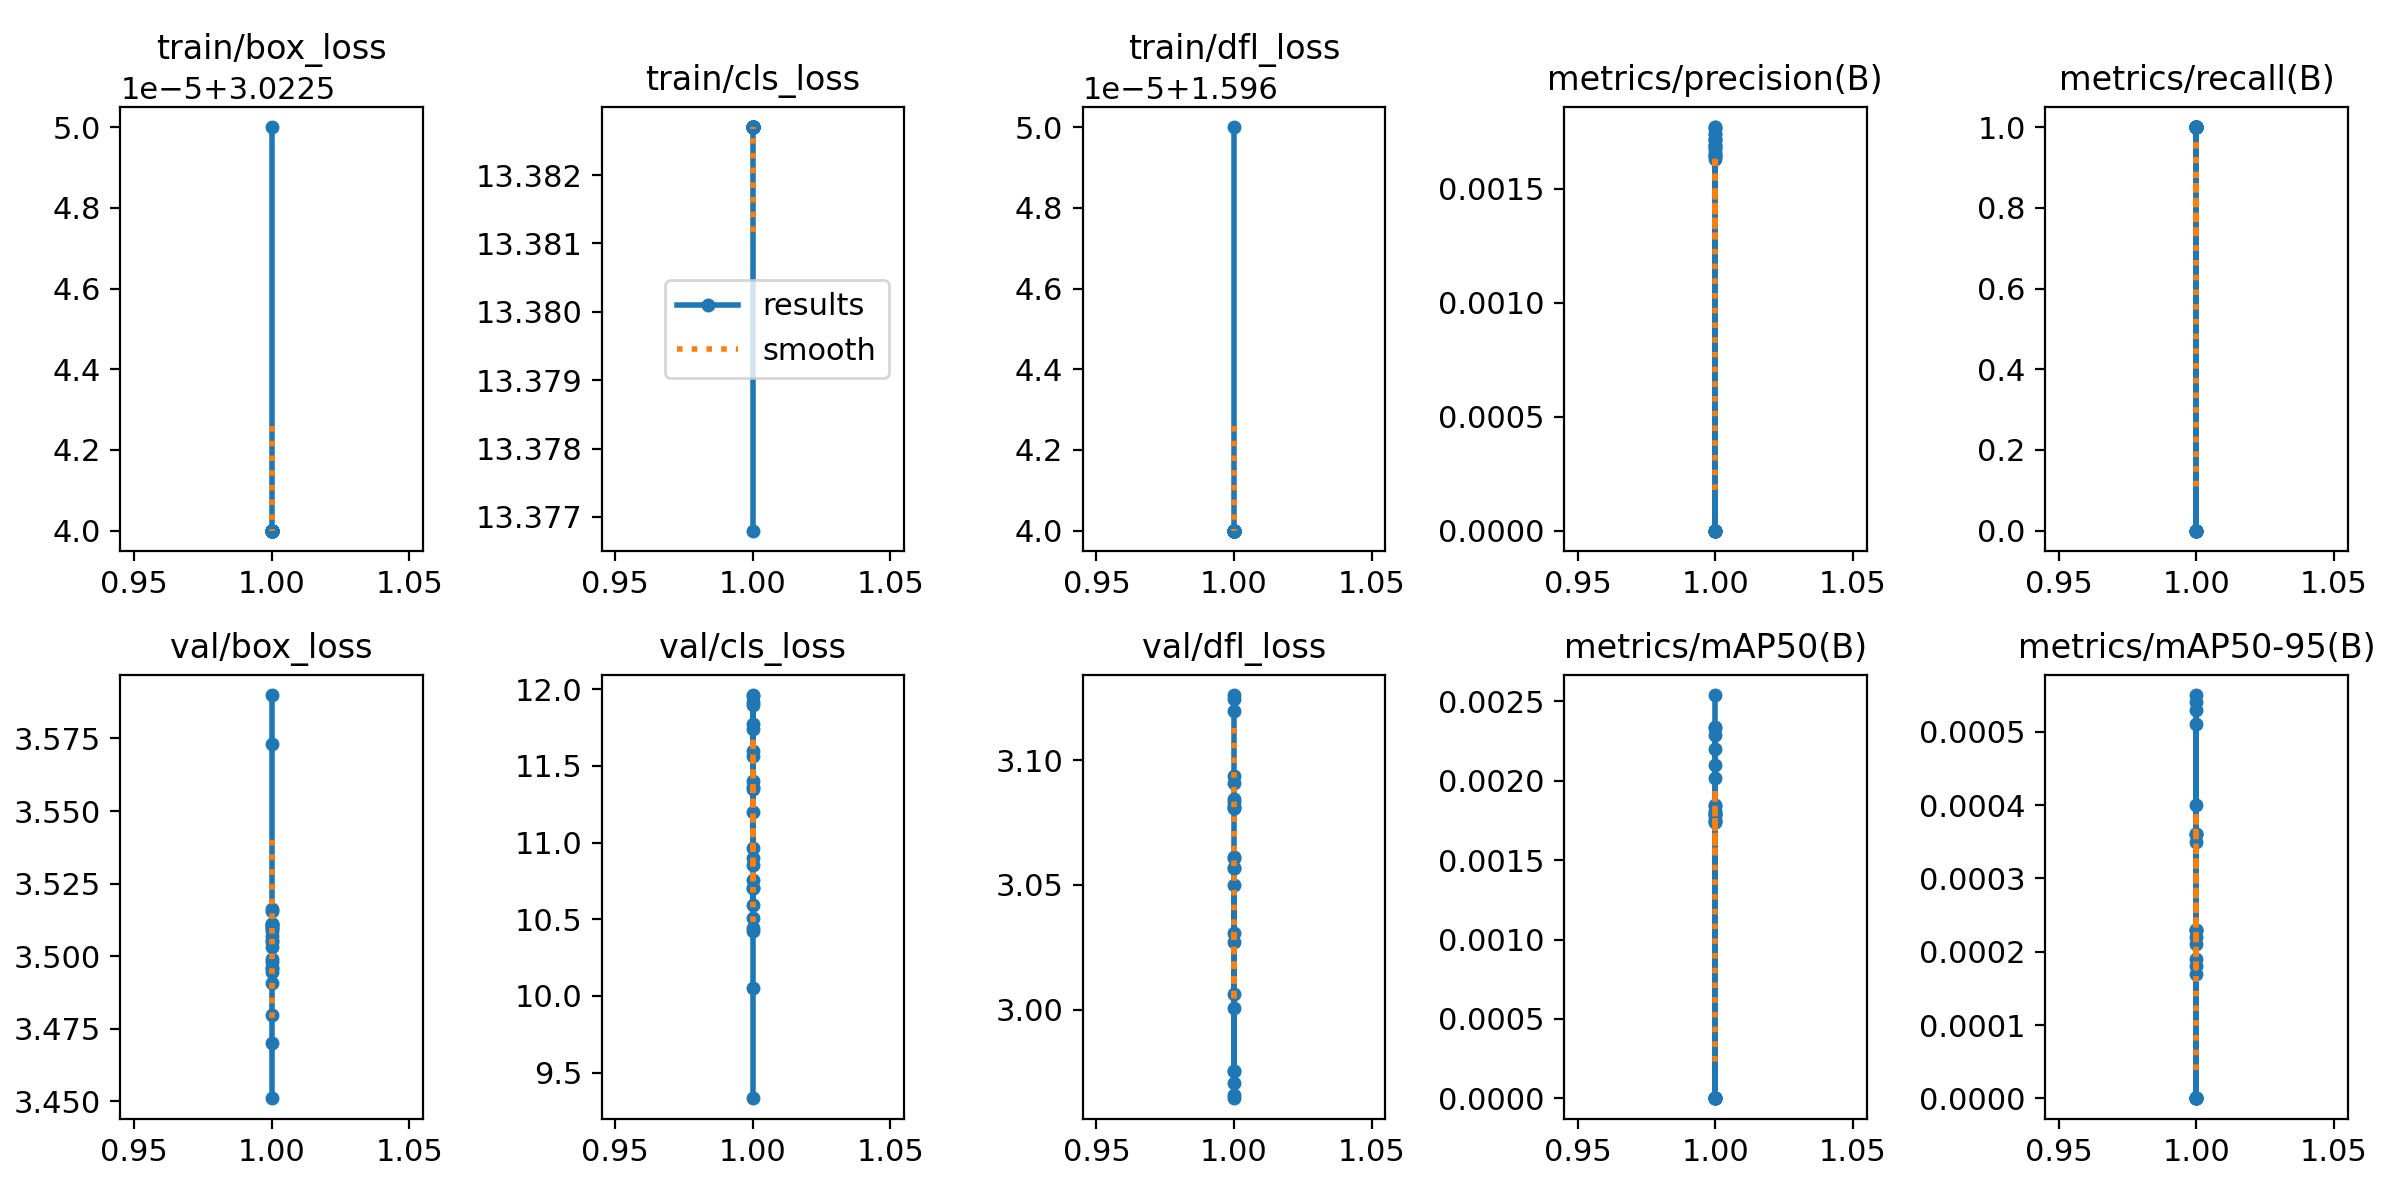 train/box_loss
1e−5+3.0225
5.0
4.8
4.6
4.4
4.2
4.0
0.95 1.00 1.05
train/cls_loss
13.382
13.381
13.380
13.379
13.378
13.377
results
smooth
0.95 1.00 1.05
train/dfl_loss
1e−5+1.596
5.0
4.8
4.6
4.4
4.2
4.0
0.95 1.00 1.05
metrics/precision(B)
0.0015
0.0010
0.0005
0.0000
0.95 1.00 1.05
metrics/recall(B)
1.0
0.8
0.6
0.4
0.2
0.0
0.95 1.00 1.05
val/box_loss
3.575
3.550
3.525
3.500
3.475
3.450
0.95 1.00 1.05
val/cls_loss
12.0
11.5
11.0
10.5
10.0
9.5
0.95 1.00 1.05
val/dfl_loss
3.10
3.05
3.00
0.95 1.00 1.05
metrics/mAP50(B)
0.0025
0.0020
0.0015
0.0010
0.0005
0.0000
0.95 1.00 1.05
metrics/mAP50-95(B)
0.0005
0.0004
0.0003
0.0002
0.0001
0.0000
0.95 1.00 1.05